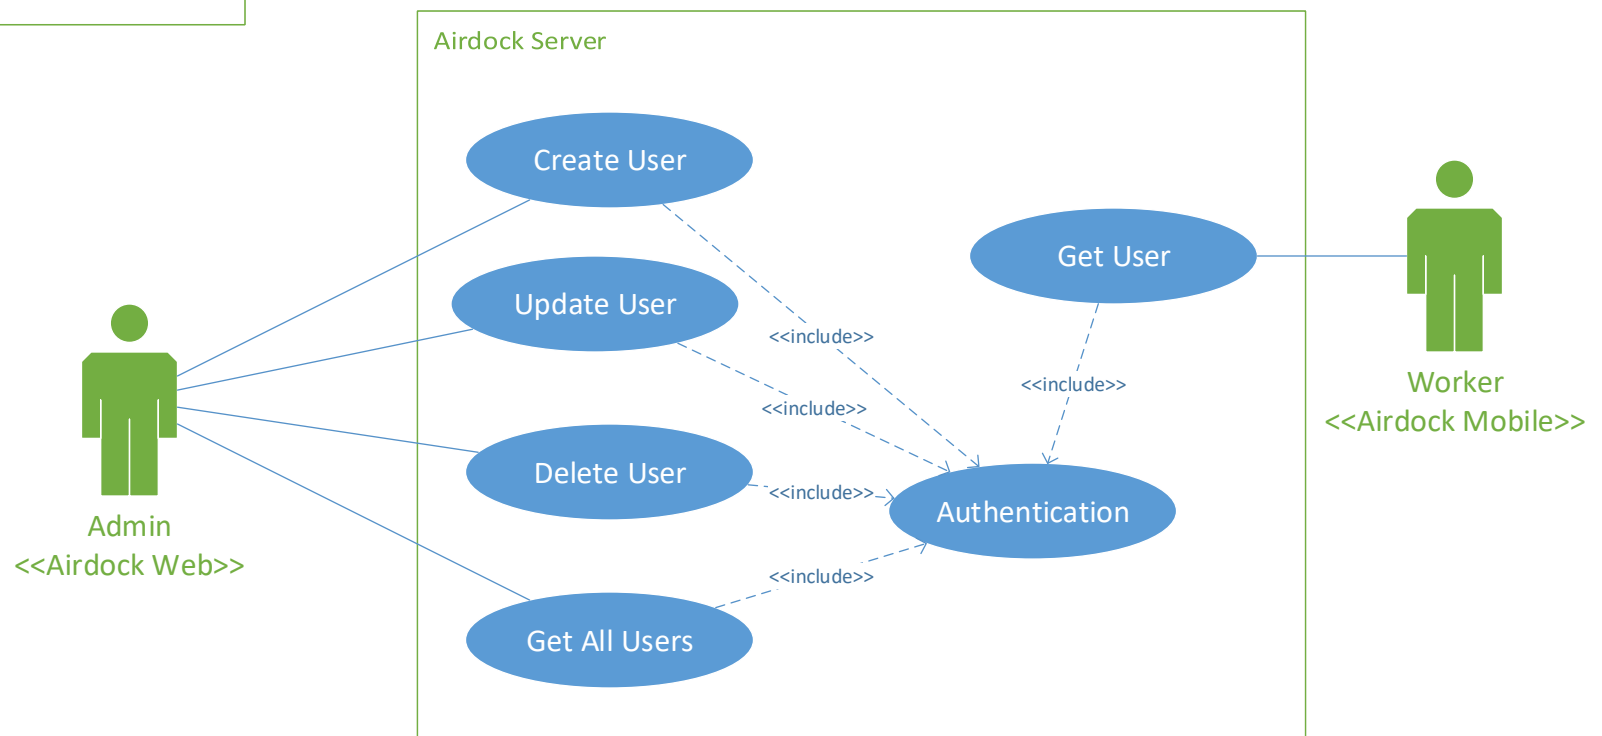 Airdock Server
Create User
Get User
Update User
<<include>>
<<include>>
Worker
<<Airdock Mobile>>
<<include>>
Delete User
<<include>>
Authentication
Admin
<<Airdock Web>>
<<include>>
Get All Users